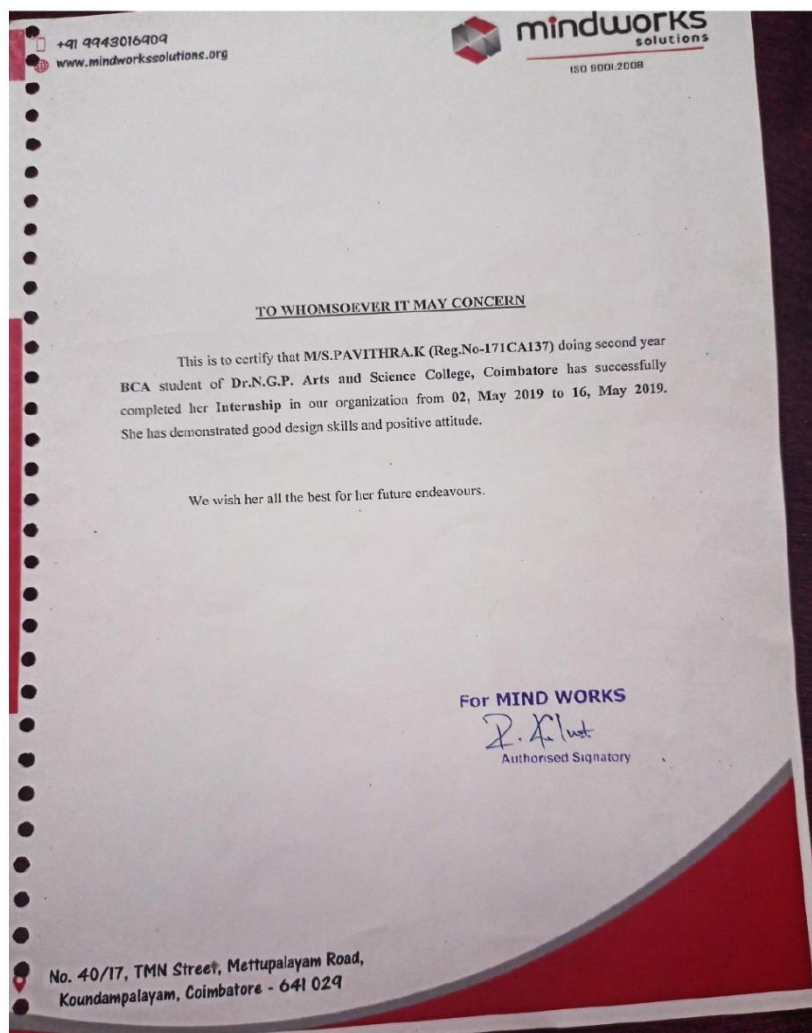 +91 9943016909
www.mindworkssolutions.org
mindworks
solutions
ISO 9001:2008
TO WHOMSOEVER IT MAY CONCERN
This is to certify that M/S.PAVITHRA.K (Reg.No-171CA137) doing second year
BCA student of Dr.N.G.P. Arts and Science College, Coimbatore has successfully
completed her Internship in our organization from 02, May 2019 to 16, May 2019.
She has demonstrated good design skills and positive attitude.
We wish her all the best for her future endeavours.
For MIND WORKS
Authorised Signatory
No. 40/17, TMN Street, Mettupalayam Road,
Koundampalayam, Coimbatore - 641 029